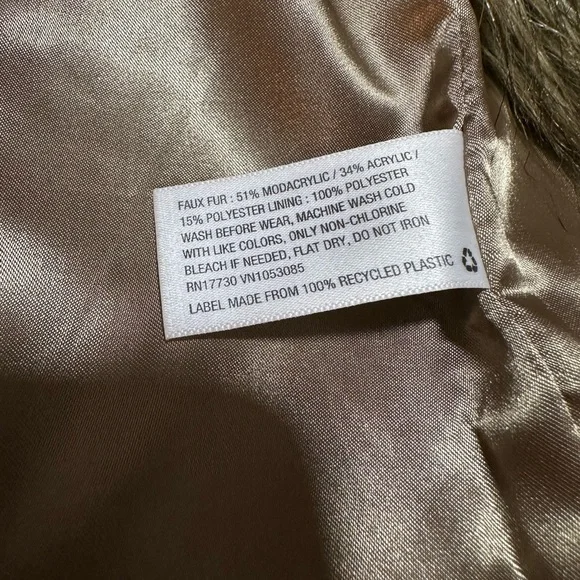 FAUX FUR : 51% MODACRYLIC / 34% ACRYLIC /
15% POLYESTER LINING : 100% POLYESTER
WASH BEFORE WEAR, MACHINE WASH COLD
WITH LIKE COLORS, ONLY NON-CHLORINE
BLEACH IF NEEDED, FLAT DRY, DO NOT IRON
RN17730 VN1053085
LABEL MADE FROM 100% RECYCLED PLASTIC